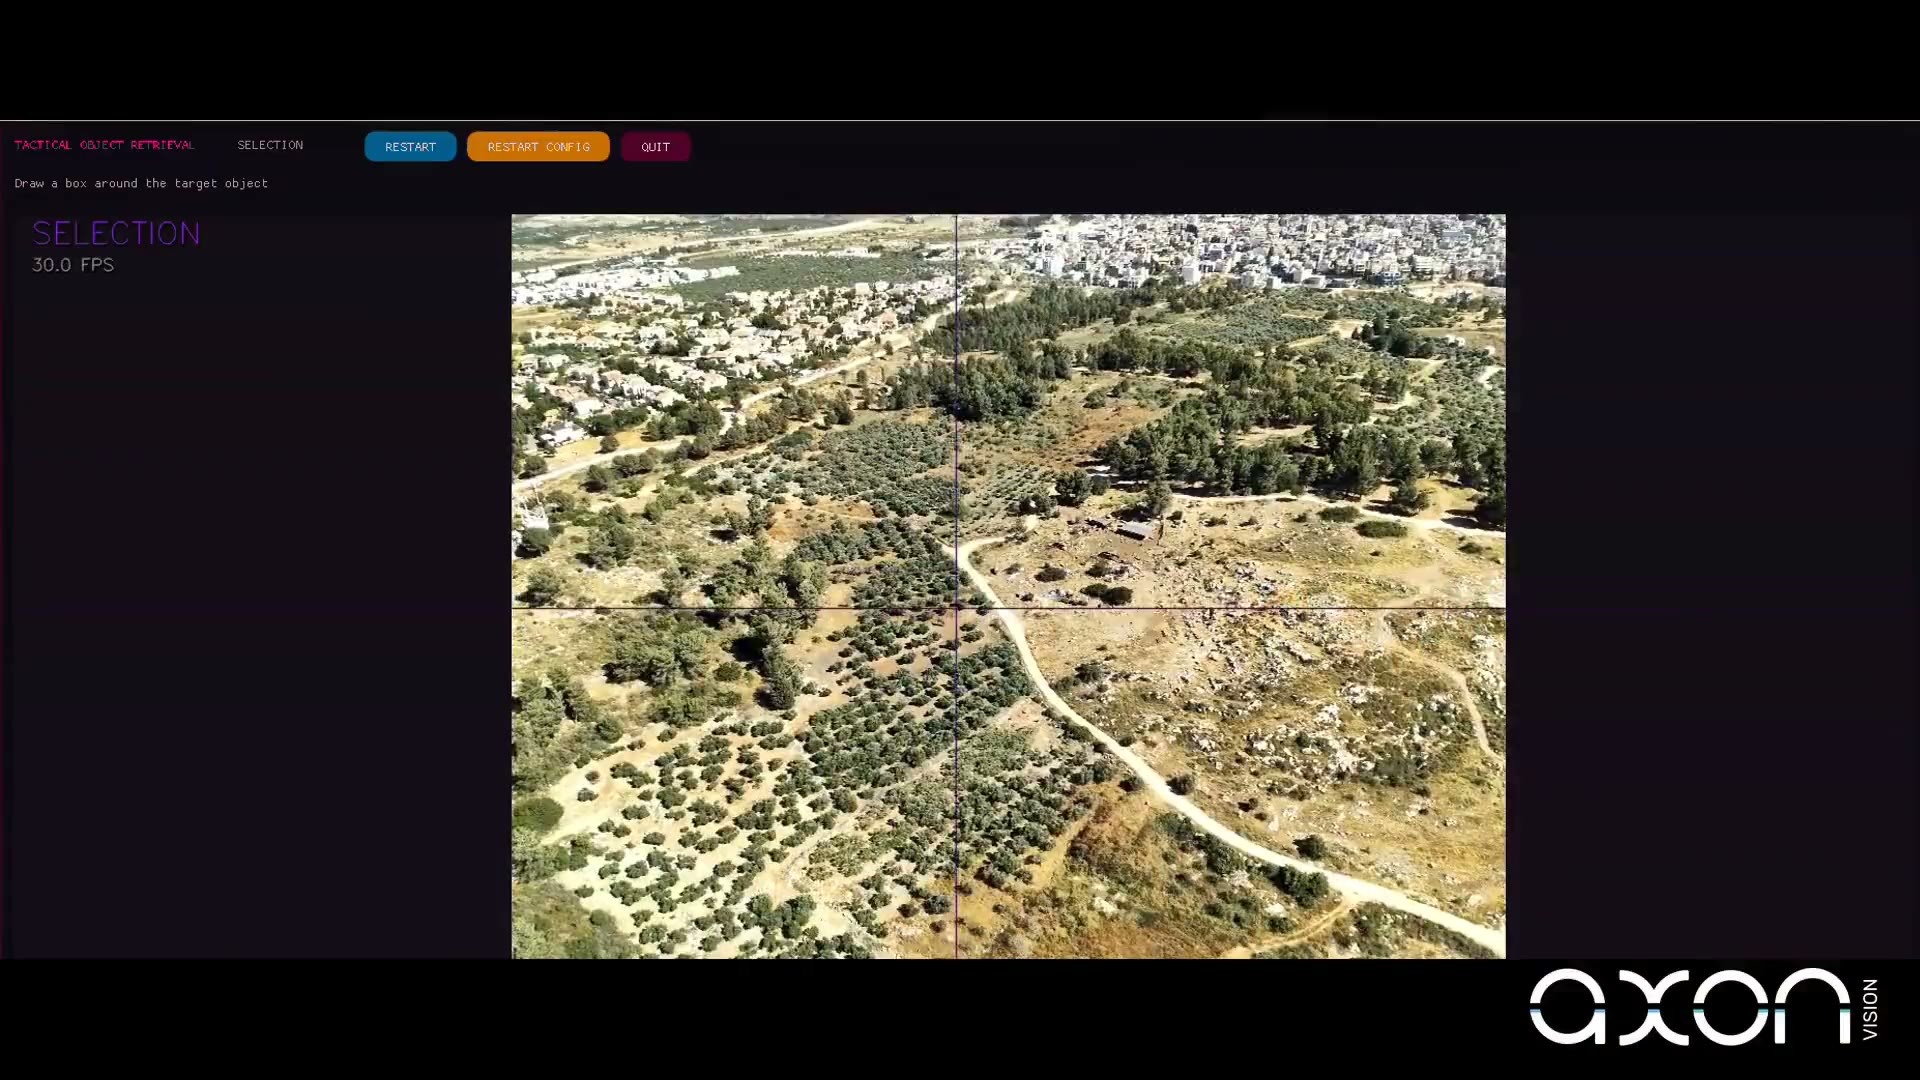 TACTICAL OBJECT RETRIEVAL SELECTION RESTART RESTART CONFIG QUIT
Draw a box around the target object
SELECTION
30.0 FPS
axon VISION